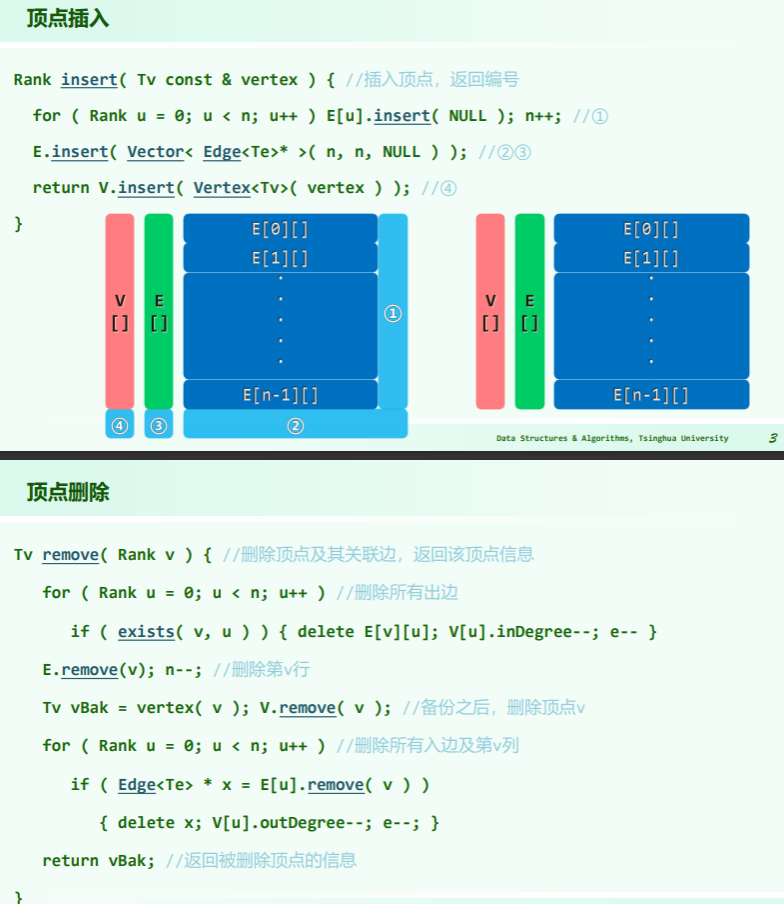 顶点插入
Rank insert( Tv const & vertex ) { //插入顶点，返回编号
for ( Rank u = 0; u < n; u++ ) E[u].insert( NULL ); n++; //①
E.insert( Vector< Edge<Te>* >( n, n, NULL ) ); //②③
return V.insert( Vertex<Tv>( vertex ) ); //④
}
V
[]
E
[]
E[0][]
E[1][]
E[n-1][]
①
④
③
②
V
[]
E
[]
E[0][]
E[1][]
E[n-1][]
Data Structures & Algorithms, Tsinghua University 3
顶点删除
Tv remove( Rank v ) { //删除顶点及其关联边，返回该顶点信息
for ( Rank u = 0; u < n; u++ ) //删除所有出边
if ( exists( v, u ) ) { delete E[v][u]; V[u].inDegree--; e-- }
E.remove(v); n--; //删除第v行
Tv vBak = vertex( v ); V.remove( v ); //备份之后，删除顶点v
for ( Rank u = 0; u < n; u++ ) //删除所有入边及第v列
if ( Edge<Te> * x = E[u].remove( v ) )
{ delete x; V[u].outDegree--; e--; }
return vBak; //返回被删除顶点的信息
}